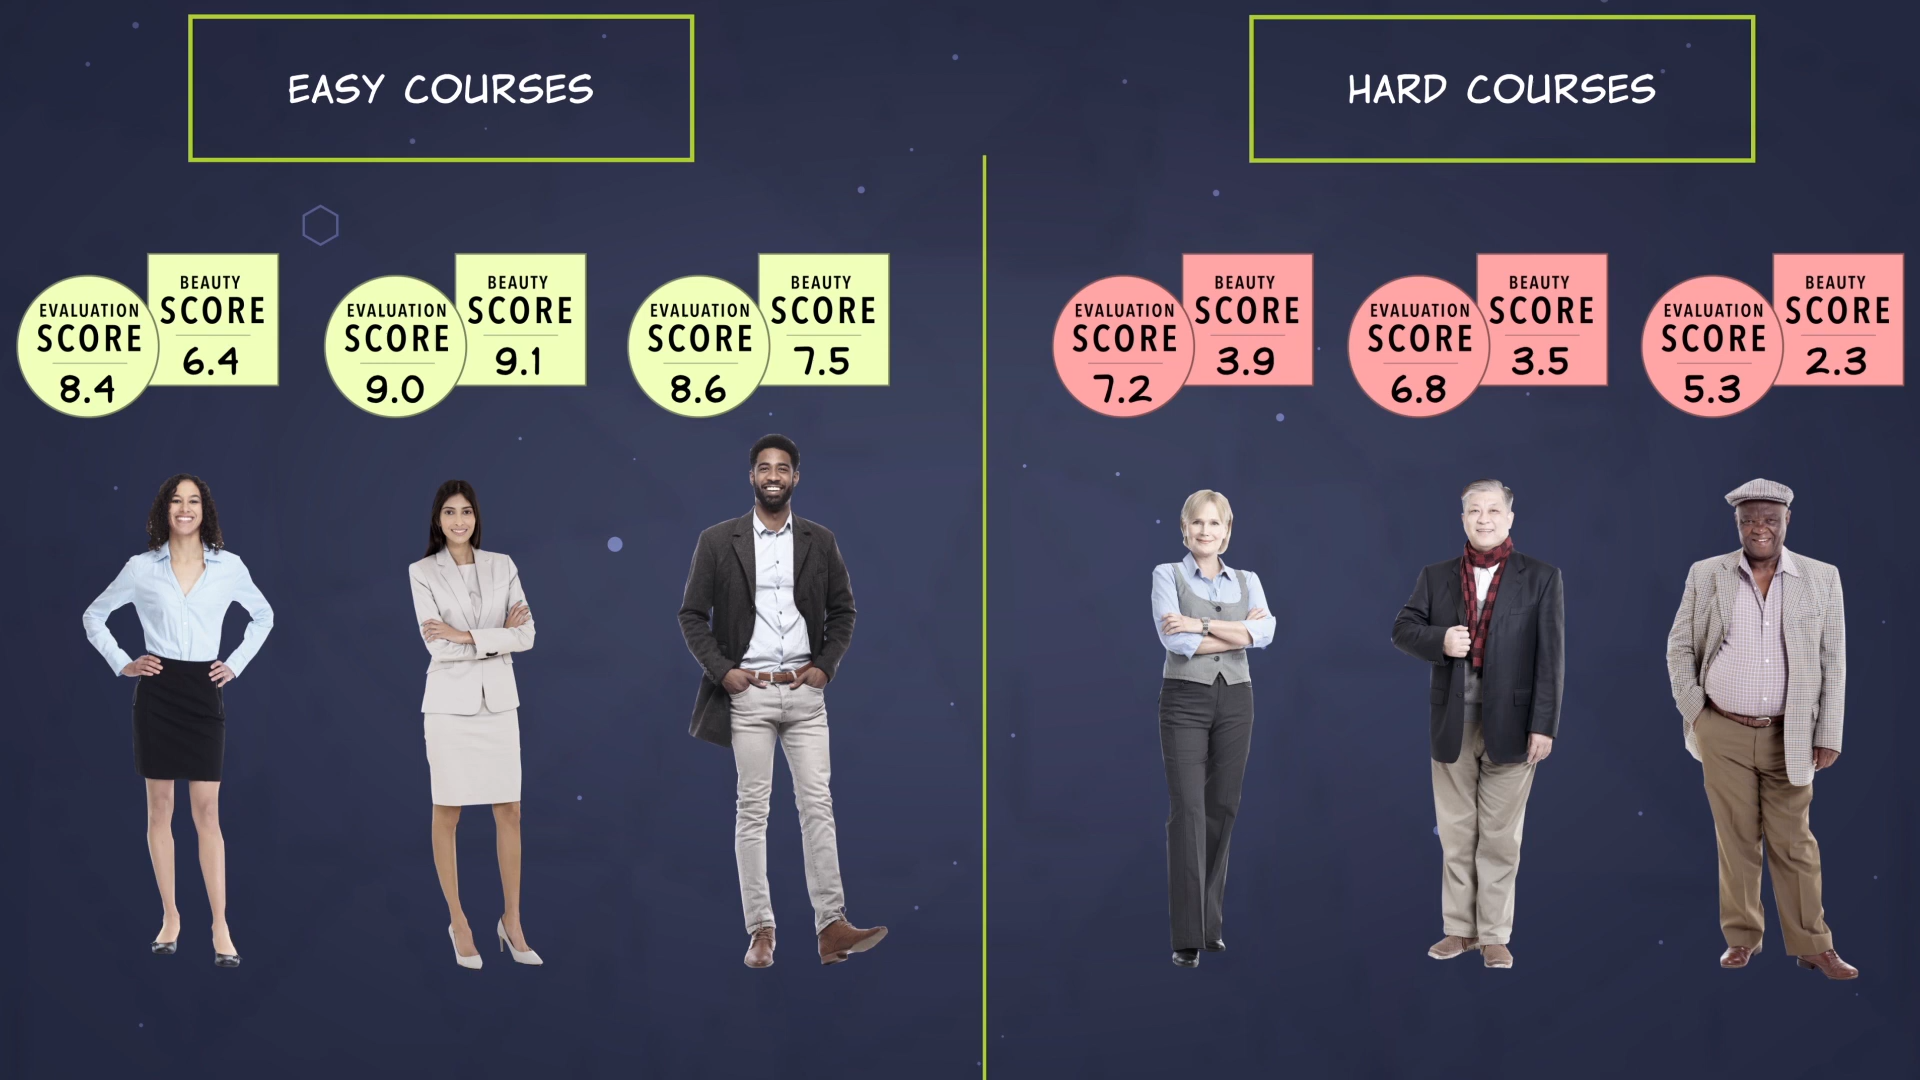 EASY COURSES
HARD COURSES
EVALUATION
SCORE
8.4
BEAUTY
SCORE
6.4
EVALUATION
SCORE
9.0
BEAUTY
SCORE
9.1
EVALUATION
SCORE
8.6
BEAUTY
SCORE
7.5
EVALUATION
SCORE
7.2
BEAUTY
SCORE
3.9
EVALUATION
SCORE
6.8
BEAUTY
SCORE
3.5
EVALUATION
SCORE
5.3
BEAUTY
SCORE
2.3